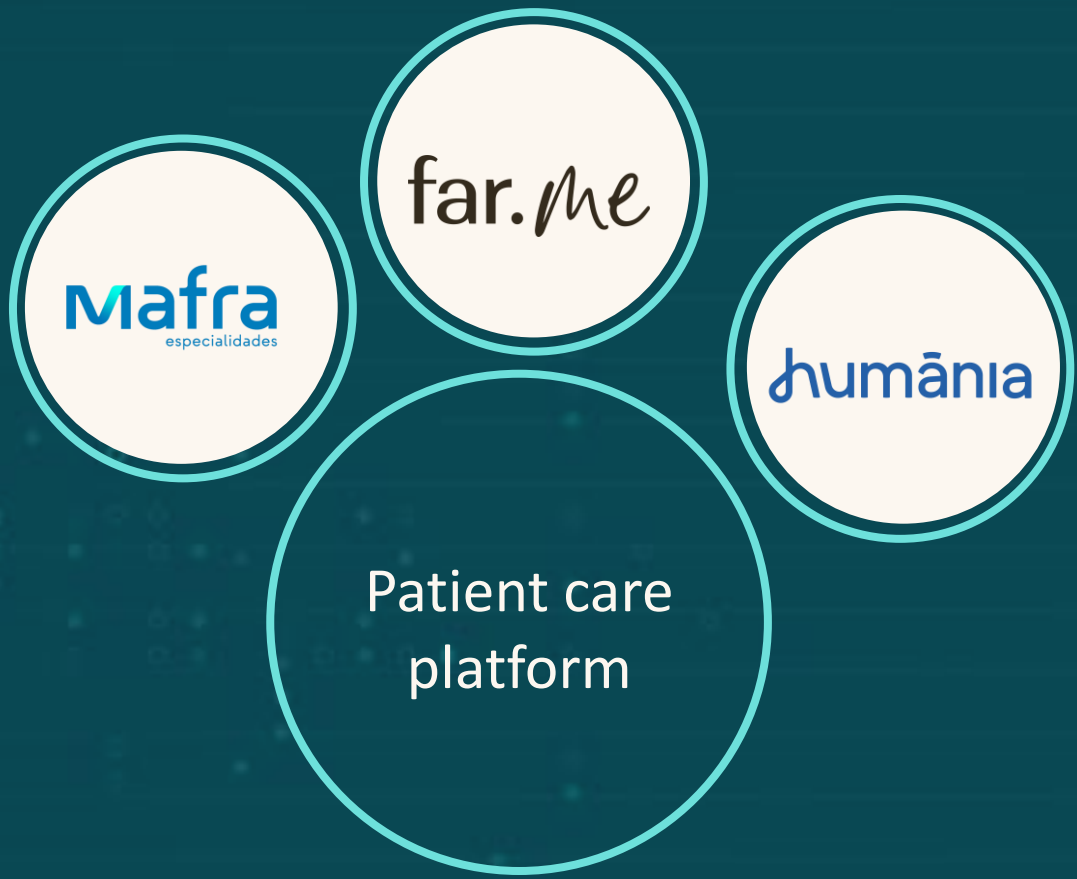 far.me
Mafra
especialidades
humānia
Patient care
platform